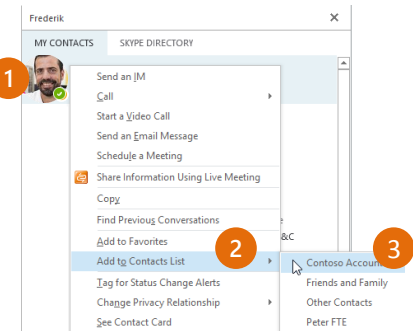 Frederik
MY CONTACTS SKYPE DIRECTORY
1
Send an IM
Call
Start a Video Call
Send an Email Message
Schedule a Meeting
Share Information Using Live Meeting
Copy
Find Previous Conversations
&C
Add to Favorites
2
Add to Contacts List
Contoso
3
Tag for Status Change Alerts
Friends and Family
Change Privacy Relationship
Other Contacts
See Contact Card
Peter FTE